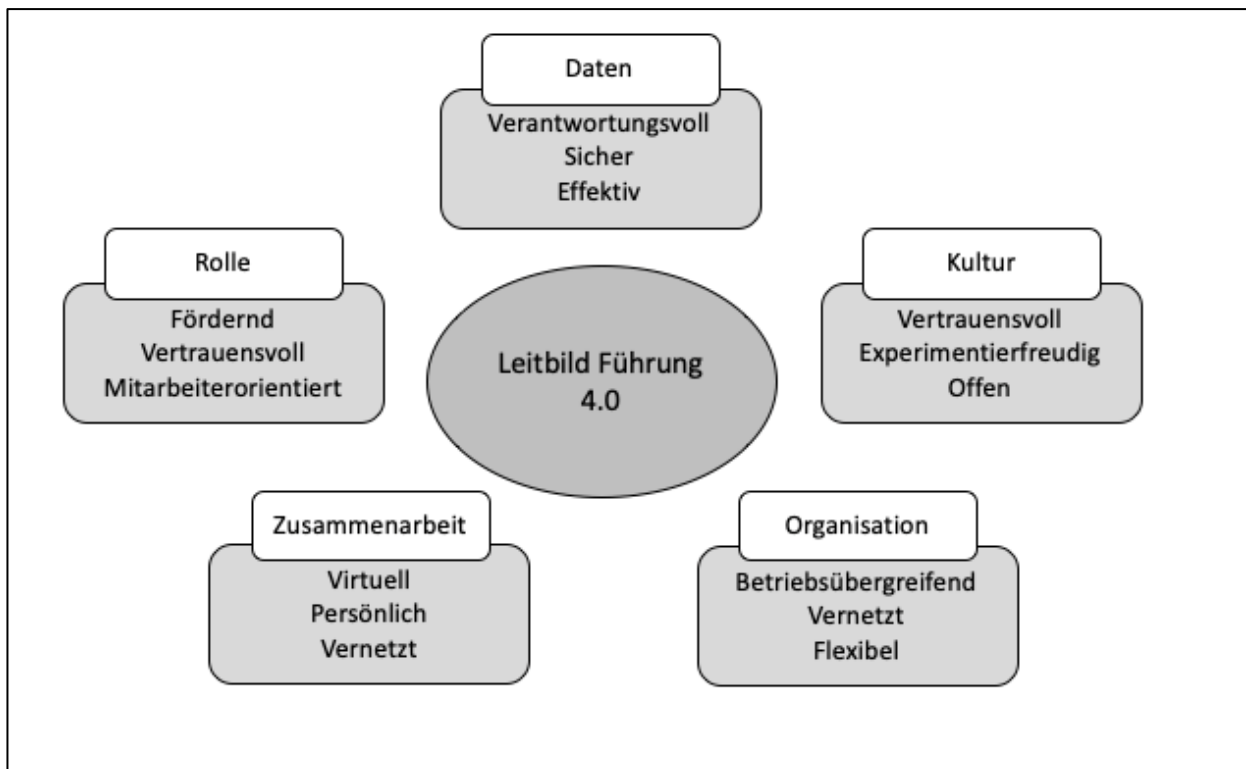 Daten
Verantwortungsvoll
Sicher
Effektiv
Rolle
Fördernd
Vertrauensvoll
Mitarbeiterorientiert
Kultur
Vertrauensvoll
Experimentierfreudig
Offen
Leitbild Führung
4.0
Zusammenarbeit
Virtuell
Persönlich
Vernetzt
Organisation
Betriebsübergreifend
Vernetzt
Flexibel